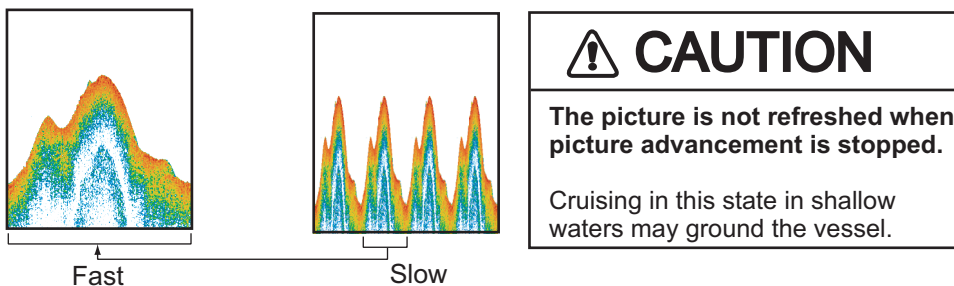 Fast
Slow
CAUTION
The picture is not refreshed when
picture advancement is stopped.
Cruising in this state in shallow
waters may ground the vessel.